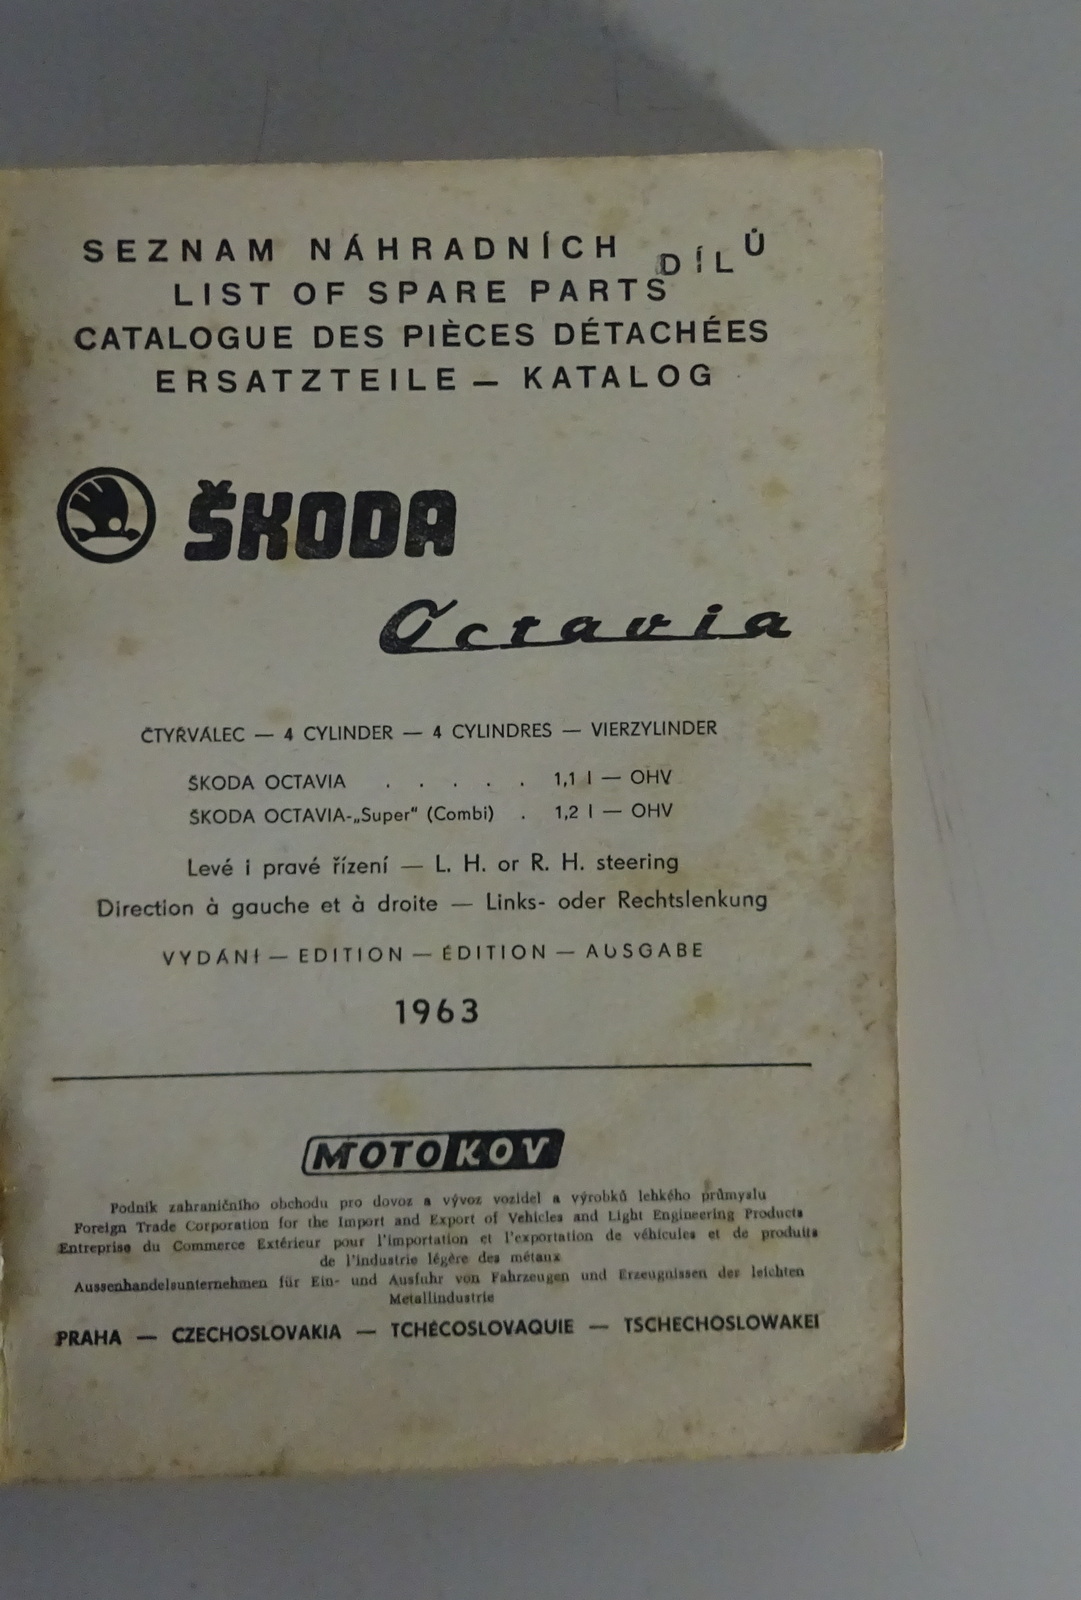 SEZNAM NÁHRADNÍCH DÍLŮ
LIST OF SPARE PARTS
CATALOGUE DES PIÈCES DÉTACHÉES
ERSATZTEILE — KATALOG
ŠKODA
Octavia
ČTYŘVÁLEC — 4 CYLINDER — 4 CYLINDRES — VIERZYLINDER
ŠKODA OCTAVIA . . . . . 1,1 l — OHV
ŠKODA OCTAVIA-„Super“ (Combi) . 1,2 l — OHV
Levé i pravé řízení — L. H. or R. H. steering
Direction à gauche et à droite — Links- oder Rechtslenkung
VYDÁNÍ — EDITION — ÉDITION — AUSGABE
1963
MOTOKOV
Podnik zahraničního obchodu pro dovoz a vývoz vozidel a výrobků lehkého průmyslu
Foreign Trade Corporation for the Import and Export of Vehicles and Light Engineering Products
Entreprise du Commerce Extérieur pour l'importation et l'exportation de véhicules et de produits
de l'industrie légère des métaux
Aussenhandelsunternehmen für Ein- und Ausfuhr von Fahrzeugen und Erzeugnissen der leichten
Metallindustrie
PRAHA — CZECHOSLOVAKIA — TCHÉCOSLOVAQUIE — TSCHECHOSLOWAKEI